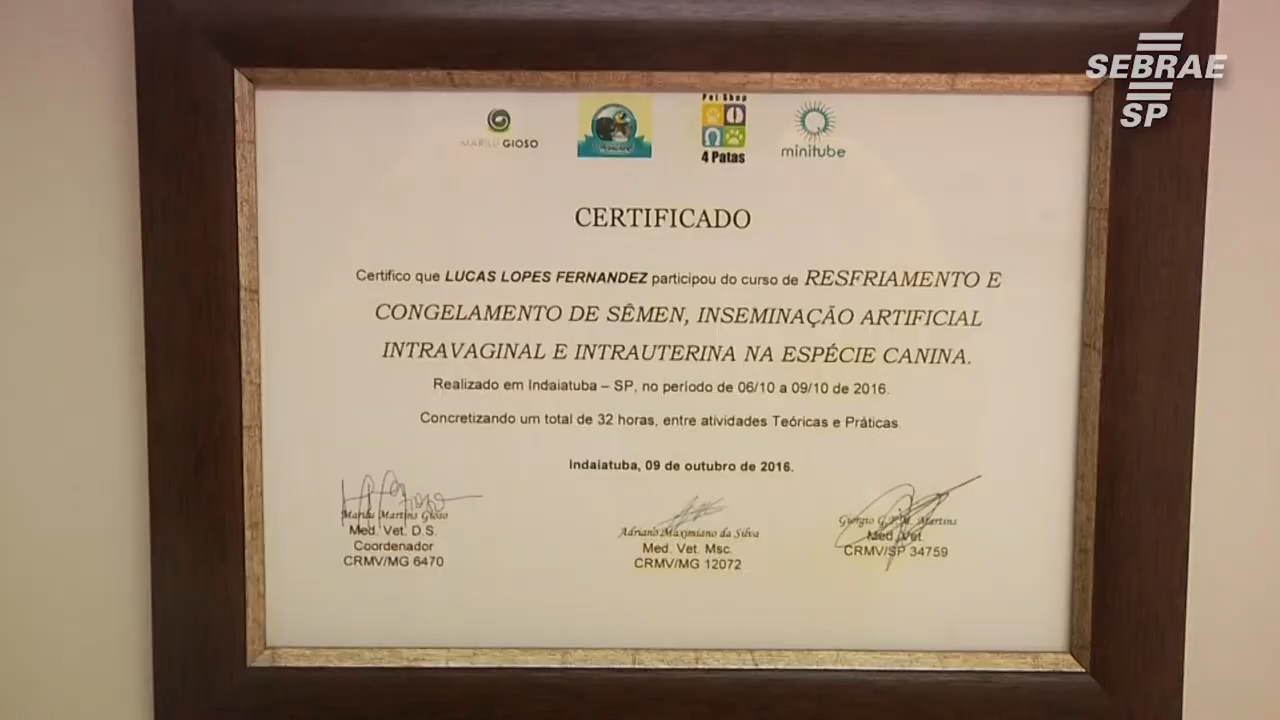 SEBRAE
SP
MARILU GIOSO
Pet Shop
4 Patas
minitube
CERTIFICADO
Certifico que LUCAS LOPES FERNANDEZ participou do curso de RESFRIAMENTO E
CONGELAMENTO DE SÊMEN, INSEMINAÇÃO ARTIFICIAL
INTRAVAGINAL E INTRAUTERINA NA ESPÉCIE CANINA.
Realizado em Indaiatuba – SP, no período de 06/10 a 09/10 de 2016.
Concretizando um total de 32 horas, entre atividades Teóricas e Práticas.
Indaiatuba, 09 de outubro de 2016.
Marilu Martins Gioso
Med. Vet. D.S.
Coordenador
CRMV/MG 6470
Adriano Maximiano da Silva
Med. Vet. Msc.
CRMV/MG 12072
Giorgio Martins
Med. Vet.
CRMV/SP 34759